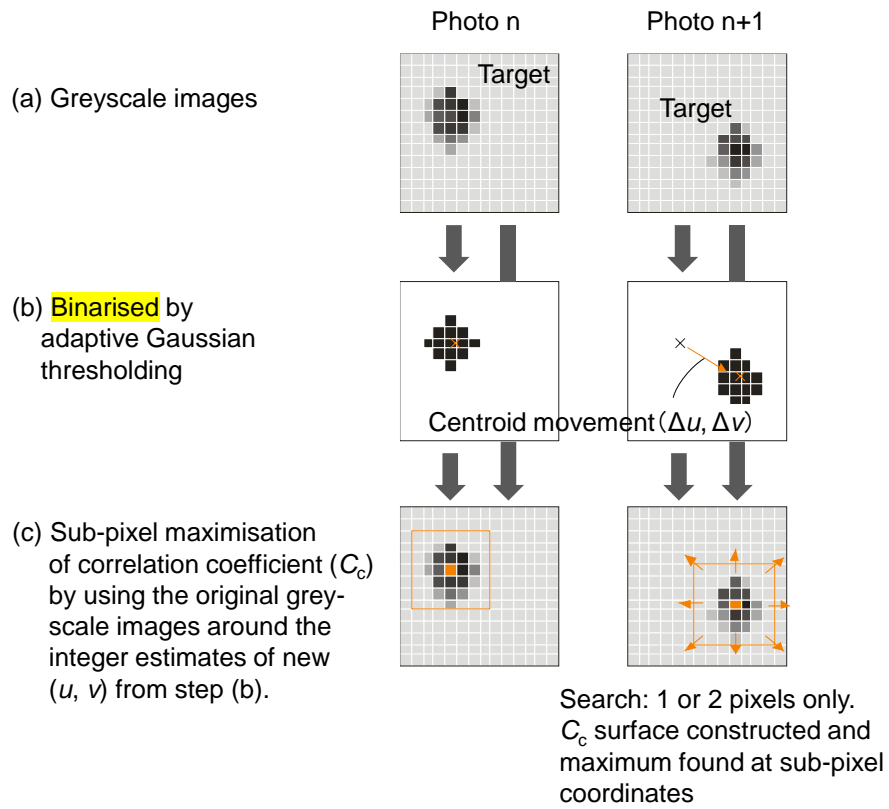 Photo n
Photo n+1
(a) Greyscale images
Target
Target
(b) Binarised by
adaptive Gaussian
thresholding
Centroid movement(Δu, Δv)
(c) Sub-pixel maximisation
of correlation coefficient (Cc)
by using the original grey-
scale images around the
integer estimates of new
(u, v) from step (b).
Search: 1 or 2 pixels only.
Cc surface constructed and
maximum found at sub-pixel
coordinates